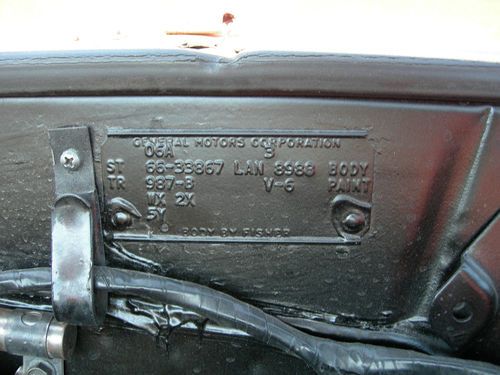 GENERAL MOTORS CORPORATION
06A 3
ST 66-33867 LAN 8988 BODY
TR 987-B V-6 PAINT
WX 2X
5Y
BODY BY FISHER